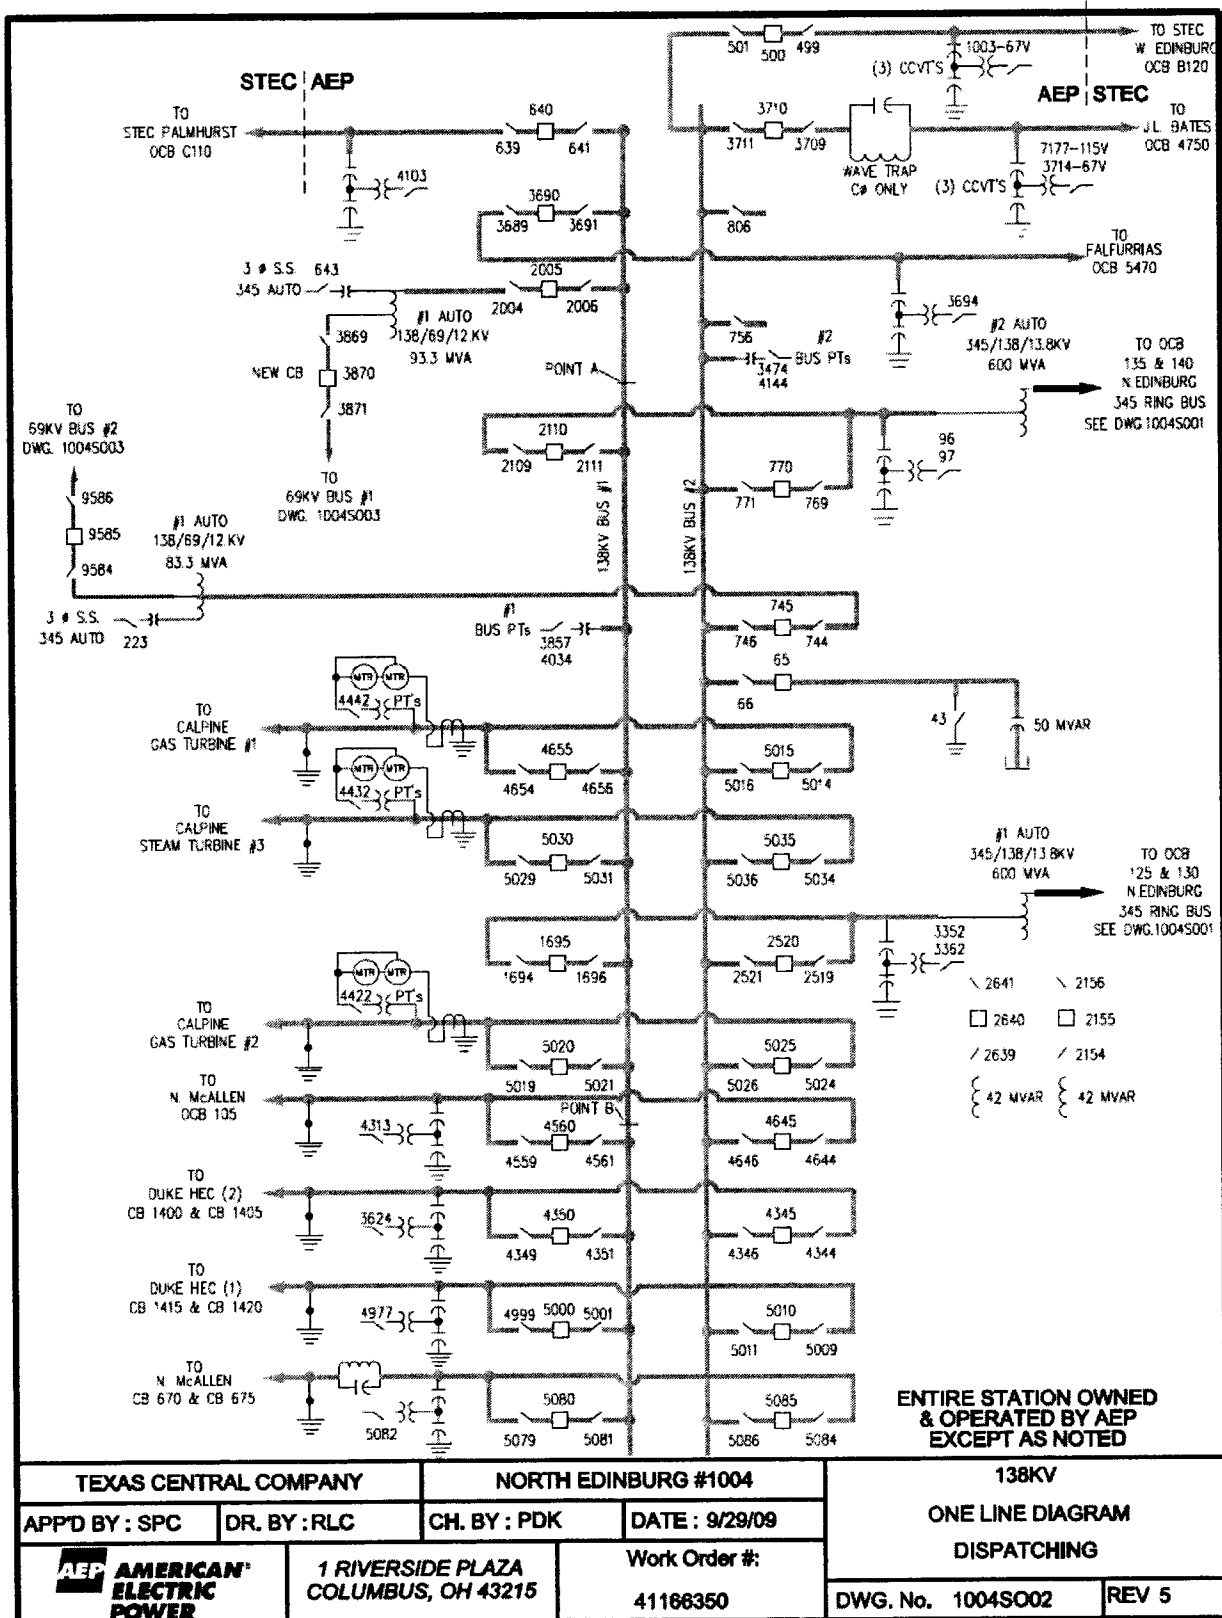 TO STEC
W. EDINBURG
OCB B120
501
500
499
1003-67V
(3) CCVT'S
STEC AEP
AEP STEC
TO
STEC PALMHURST
OCB C110
640
639
641
3710
3711
3709
WAVE TRAP
CØ ONLY
TO
J.L. BATES
OCB 4750
7177-115V
3714-67V
(3) CCVT'S
4103
3690
3689
3691
806
TO
FALFURRIAS
OCB 5470
3 Ø S.S.
345 AUTO
643
2005
2004
2006
3694
#1 AUTO
138/69/12.KV
93.3 MVA
3869
NEW CB
3870
3871
TO
69KV BUS #1
DWG. 1004S003
756
#2
BUS PTs
3474
4144
POINT A
#2 AUTO
345/138/13.8KV
600 MVA
TO OCB
135 & 140
N.EDINBURG
345 RING BUS
SEE DWG.1004S001
TO
69KV BUS #2
DWG. 1004S003
2110
2109
2111
96
97
770
771
769
138KV BUS #1
138KV BUS #2
9586
9585
9584
#1 AUTO
138/69/12.KV
83.3 MVA
3 Ø S.S.
345 AUTO
223
#1
BUS PTs
3857
4034
745
746
744
65
66
43
50 MVAR
MTR MTR
4442 PT's
TO
CALPINE
GAS TURBINE #1
4655
4654
4656
5015
5016
5014
MTR MTR
4432 PT's
TO
CALPINE
STEAM TURBINE #3
5030
5029
5031
5035
5036
5034
#1 AUTO
345/138/13.8KV
600 MVA
TO OCB
125 & 130
N.EDINBURG
345 RING BUS
SEE DWG.1004S001
1695
1694
1696
2520
2521
2519
3352
3362
2641
2156
2640
2155
2639
2154
42 MVAR
42 MVAR
MTR MTR
4422 PT's
TO
CALPINE
GAS TURBINE #2
5020
5019
5021
5025
5026
5024
TO
N. McALLEN
OCB 105
4313
POINT B
4560
4559
4561
4645
4646
4644
TO
DUKE HEC (2)
CB 1400 & CB 1405
3624
4350
4349
4351
4345
4346
4344
TO
DUKE HEC (1)
CB 1415 & CB 1420
4977
4999
5000
5001
5010
5011
5009
TO
N. McALLEN
CB 670 & CB 675
5082
5080
5079
5081
5085
5086
5084
ENTIRE STATION OWNED
& OPERATED BY AEP
EXCEPT AS NOTED
TEXAS CENTRAL COMPANY
NORTH EDINBURG #1004
138KV
ONE LINE DIAGRAM
DISPATCHING
APP'D BY : SPC
DR. BY : RLC
CH. BY : PDK
DATE : 9/29/09
AEP AMERICAN
ELECTRIC
POWER
1 RIVERSIDE PLAZA
COLUMBUS, OH 43215
Work Order #:
41166350
DWG. No. 1004SO02
REV 5